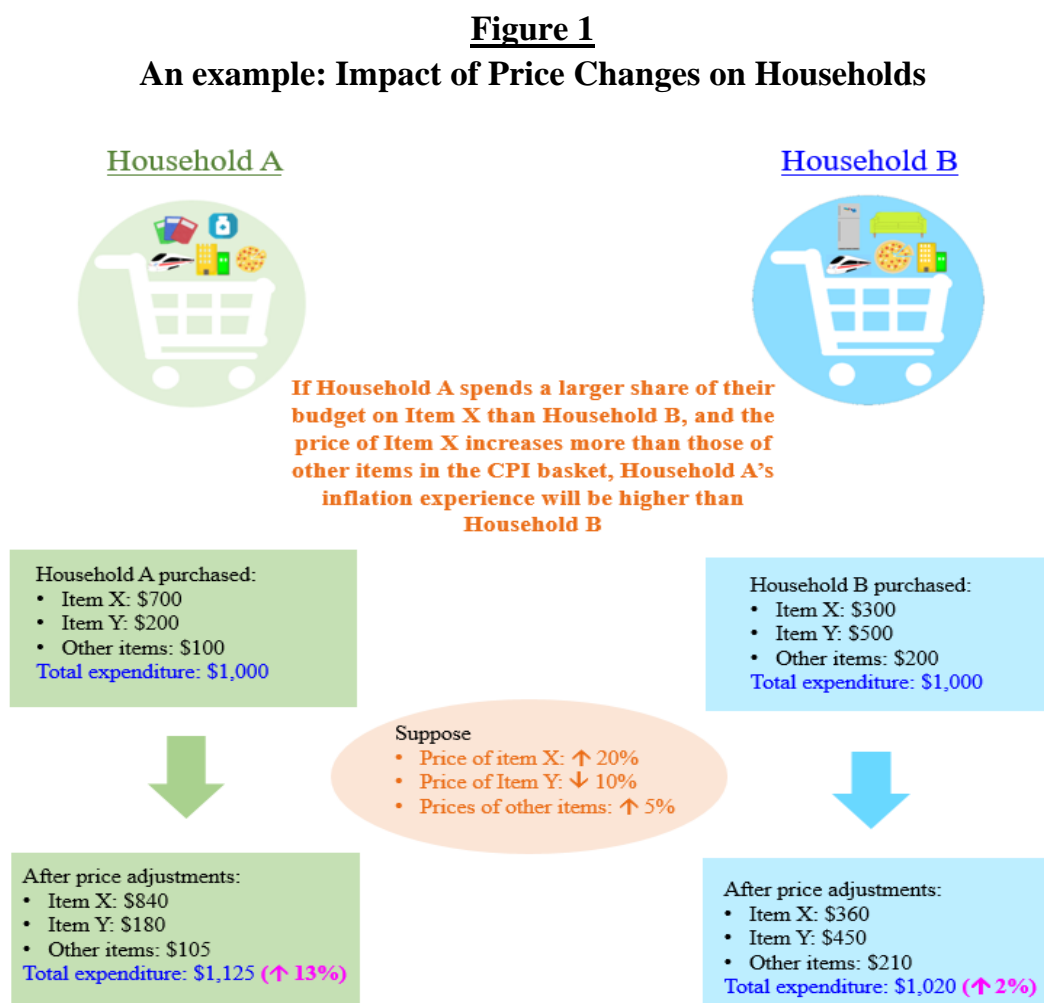 Figure 1
An example: Impact of Price Changes on Households
Household A
Household B
If Household A spends a larger share of their
budget on Item X than Household B, and the
price of Item X increases more than those of
other items in the CPI basket, Household A’s
inflation experience will be higher than
Household B
Household A purchased:
• Item X: $700
• Item Y: $200
• Other items: $100
Total expenditure: $1,000
Household B purchased:
• Item X: $300
• Item Y: $500
• Other items: $200
Total expenditure: $1,000
Suppose
• Price of item X: ↑ 20%
• Price of Item Y: ↓ 10%
• Prices of other items: ↑ 5%
After price adjustments:
• Item X: $840
• Item Y: $180
• Other items: $105
Total expenditure: $1,125 (↑ 13%)
After price adjustments:
• Item X: $360
• Item Y: $450
• Other items: $210
Total expenditure: $1,020 (↑ 2%)